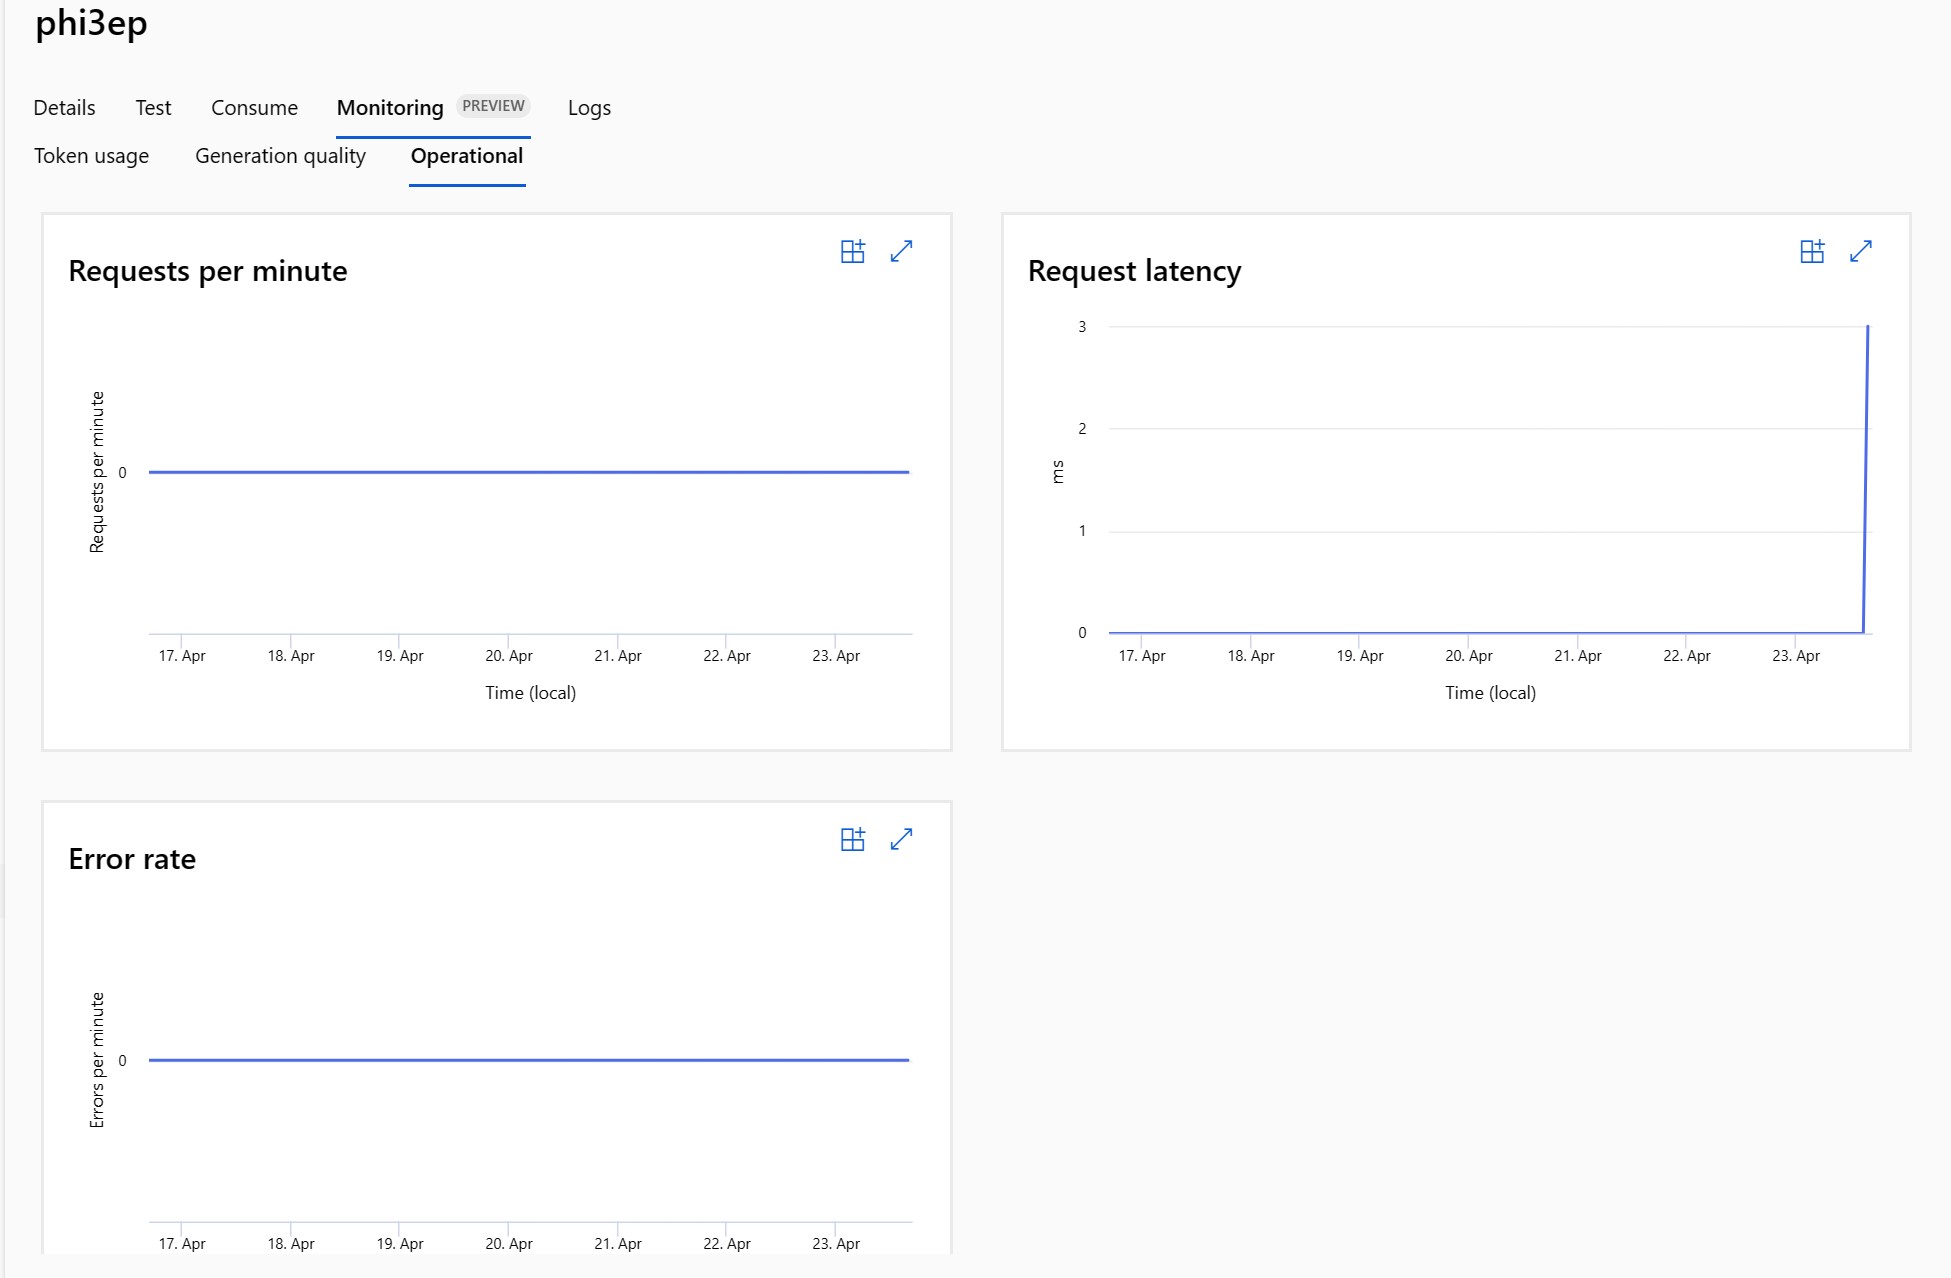 phi3ep
Details Test Consume Monitoring PREVIEW Logs
Token usage Generation quality Operational
Requests per minute
Requests per minute
0
17. Apr 18. Apr 19. Apr 20. Apr 21. Apr 22. Apr 23. Apr
Time (local)
Request latency
3
2
ms
1
0
17. Apr 18. Apr 19. Apr 20. Apr 21. Apr 22. Apr 23. Apr
Time (local)
Error rate
Errors per minute
0
17. Apr 18. Apr 19. Apr 20. Apr 21. Apr 22. Apr 23. Apr